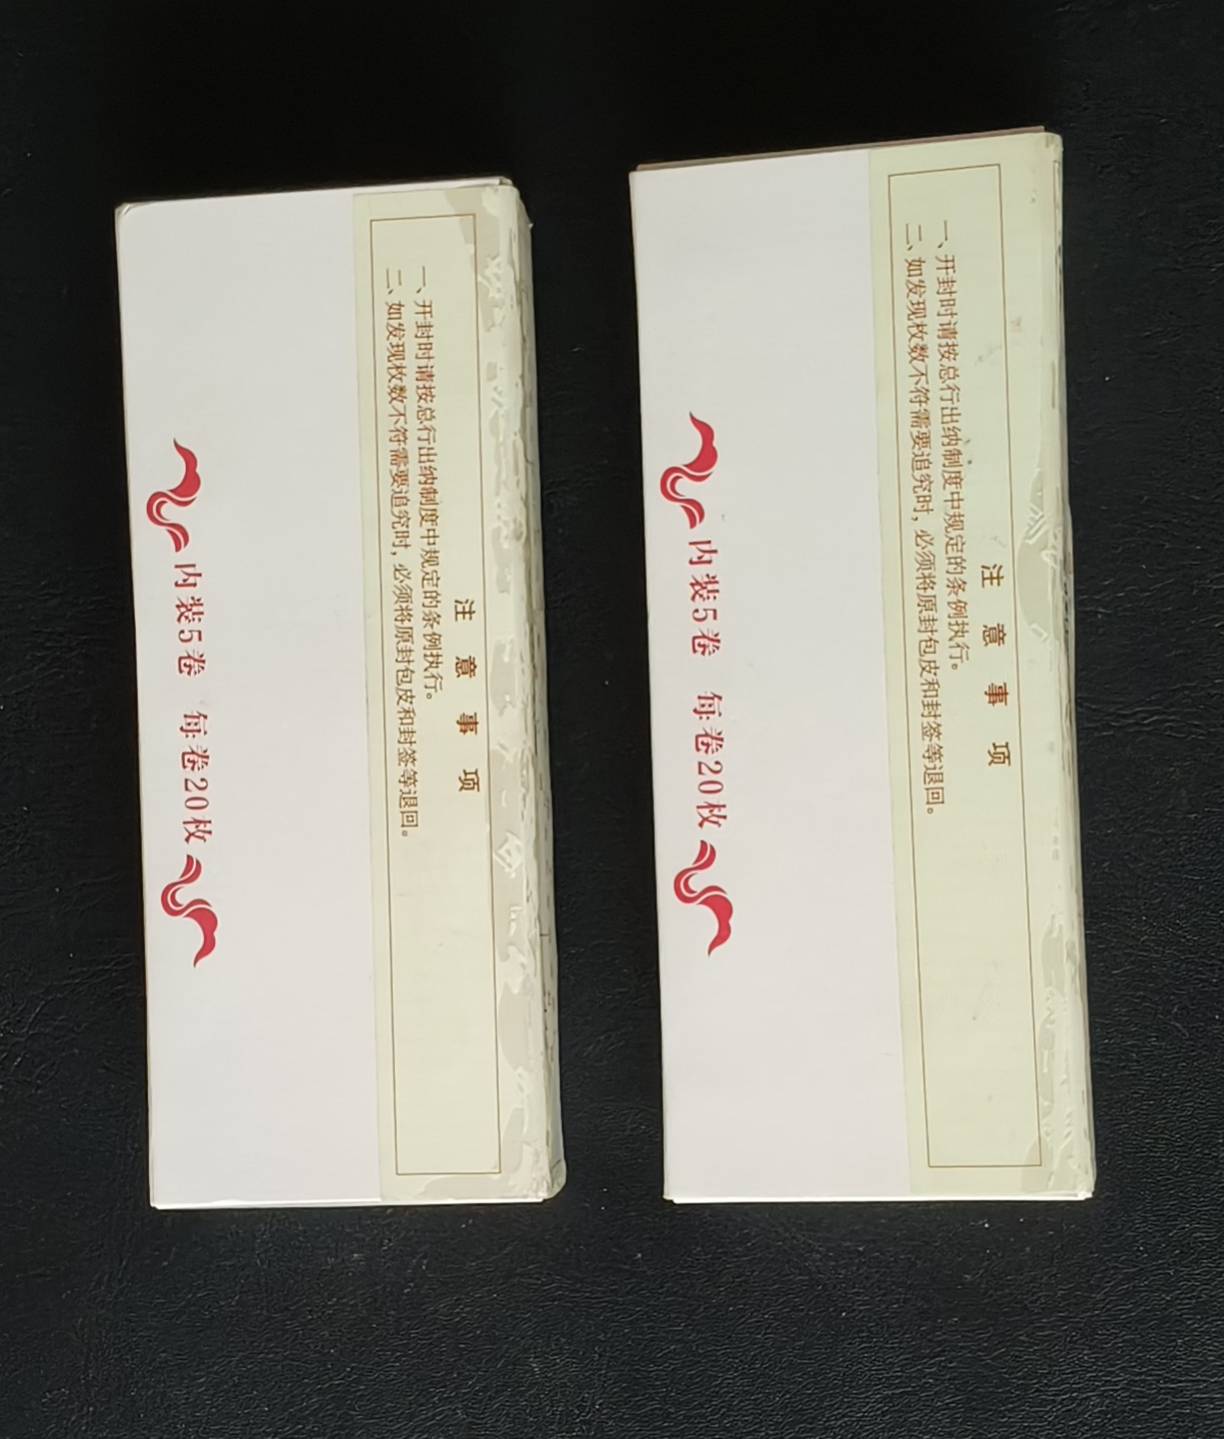 注意事项
一、开封时请按总行出纳制度中规定的条例执行。
二、如发现枚数不符需要追究时，必须将原封包皮和封签等退回。
内装5卷 每卷20枚
注意事项
一、开封时请按总行出纳制度中规定的条例执行。
二、如发现枚数不符需要追究时，必须将原封包皮和封签等退回。
内装5卷 每卷20枚